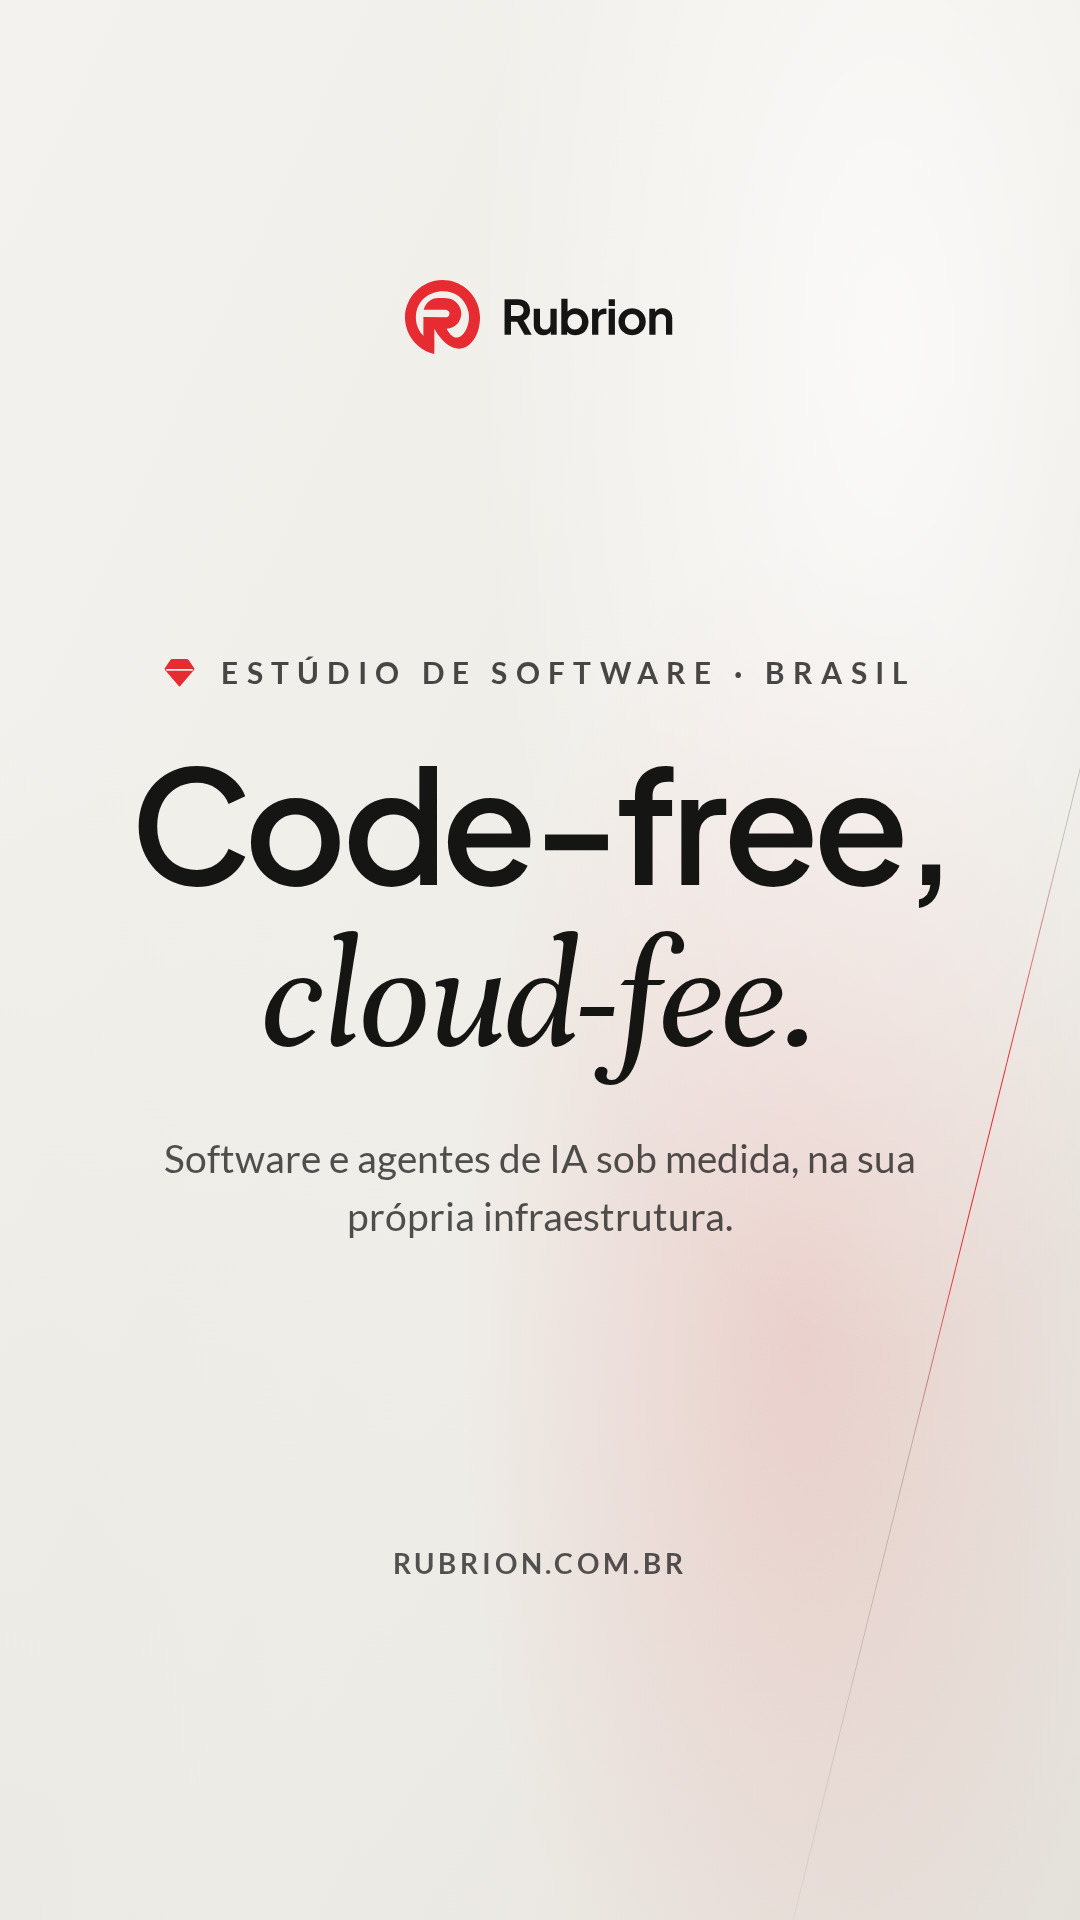 Rubrion
ESTÚDIO DE SOFTWARE · BRASIL
Code-free,
cloud-fee.
Software e agentes de IA sob medida, na sua
própria infraestrutura.
RUBRION.COM.BR